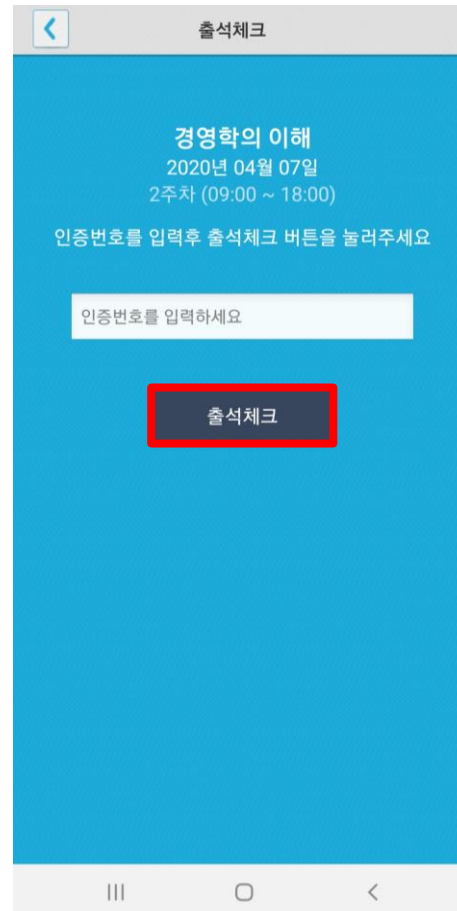 출석체크
경영학의 이해
2020년 04월 07일
2주차 (09:00 ~ 18:00)
인증번호를 입력후 출석체크 버튼을 눌러주세요
인증번호를 입력하세요
출석체크